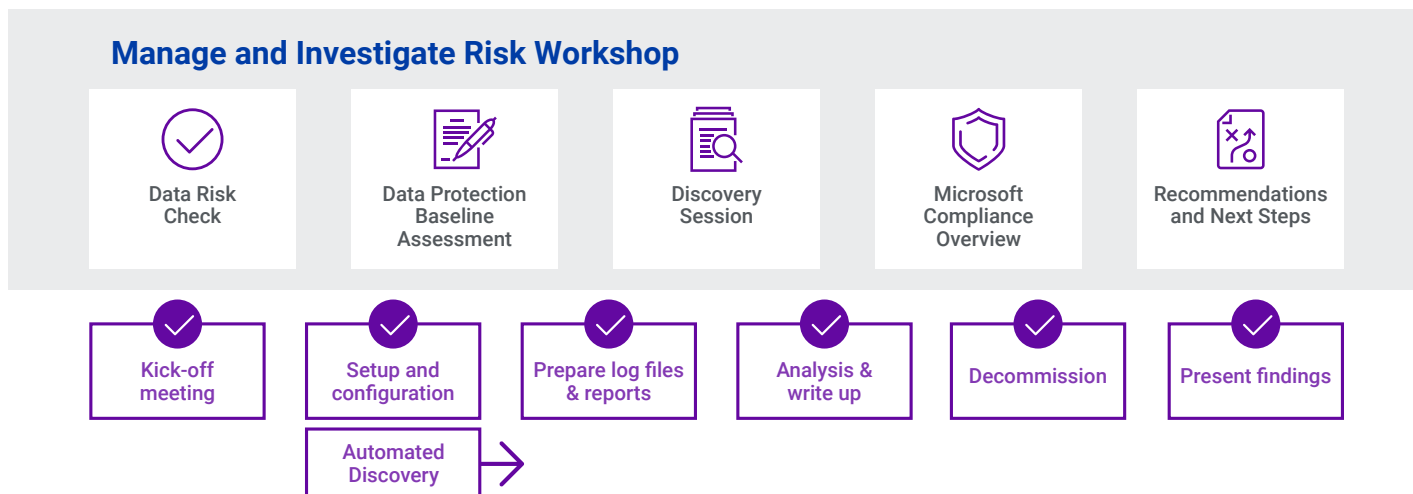 Manage and Investigate Risk Workshop
Data Risk
Check
Data Protection
Baseline
Assessment
Discovery
Session
Microsoft
Compliance
Overview
Recommendations
and Next Steps
Kick-off
meeting
Setup and
configuration
Prepare log files
& reports
Analysis &
write up
Decommission
Present findings
Automated
Discovery